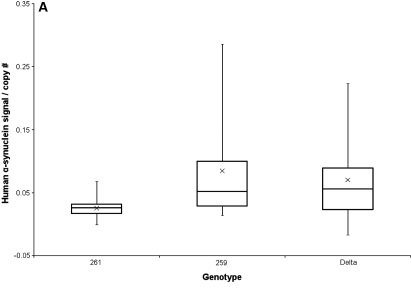 A
0.35
0.25
0.15
0.05
-0.05
Human α-synuclein signal / copy #
261
259
Delta
Genotype